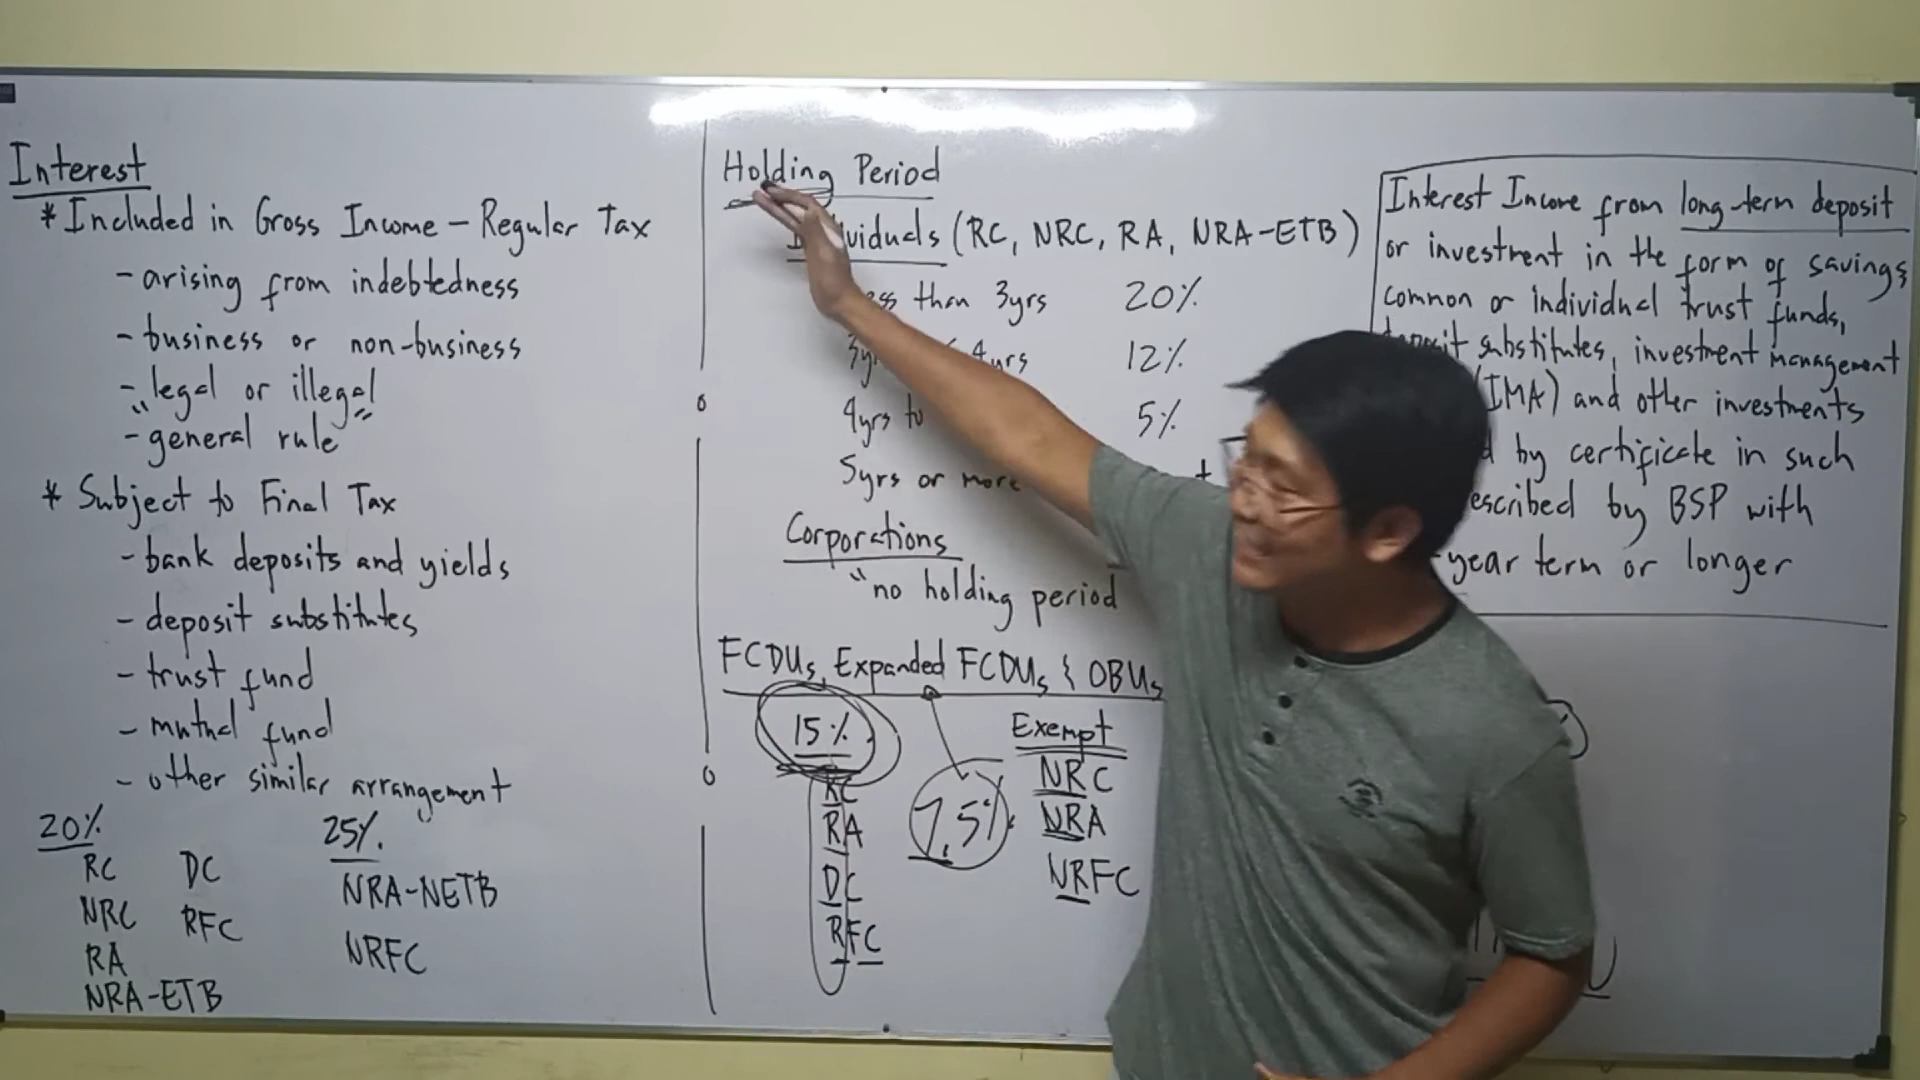 Interest
* Included in Gross Income - Regular Tax
- arising from indebtedness
- business or non-business
- legal or illegal
- "general rule"
* Subject to Final Tax
- bank deposits and yields
- deposit substitutes
- trust fund
- mutual fund
- other similar arrangement
20%
RC DC
NRC RFC
RA
NRA-ETB
25%.
NRA-NETB
NRFC
Holding Period
(RC, NRC, RA, NRA-ETB)
than 3yrs 20%
12%
4yrs to 5%
5yrs or more
Corporations
"no holding period
FCDUs, Expanded FCDUs & OBUs
15%.
RC
RA
DC
RFC
7.5%
Exempt
NRC
NRA
NRFC
Interest Income from long-term deposit
or investment in the form of savings
common or individual trust funds,
substitutes, investment management
(IMA) and other investments
by certificate in such
by BSP with
year term or longer